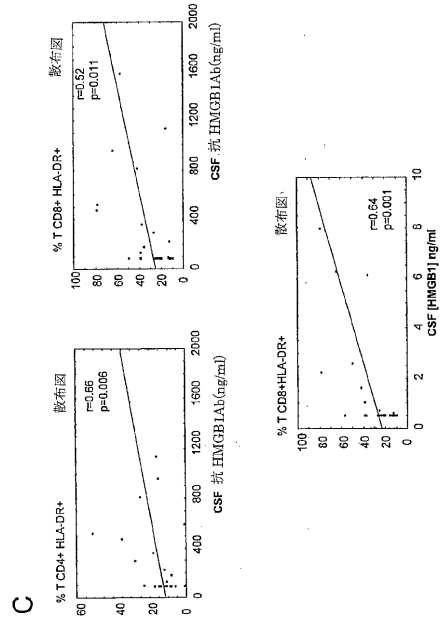 C
% T CD4+ HLA-DR+
散布図
r=0.66
p=0.006
60
40
20
0
0
400
800
1200
1600
2000
CSF 抗 HMGB1Ab(ng/ml)
% T CD8+ HLA-DR+
散布図
r=0.52
p=0.011
100
80
60
40
20
0
0
400
800
1200
1600
2000
CSF 抗 HMGB1Ab(ng/ml)
% T CD8+HLA-DR+
散布図
r=0.64
p=0.001
100
80
60
40
20
0
0
2
4
6
8
10
CSF [HMGB1] ng/ml